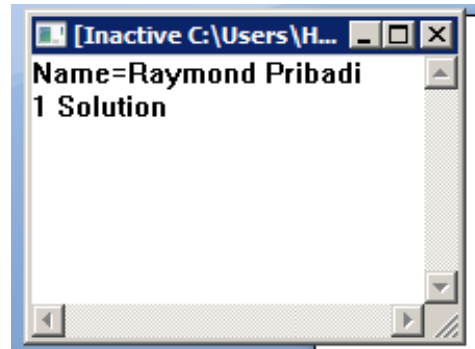 [Inactive C:\Users\H...
Name=Raymond Pribadi
1 Solution